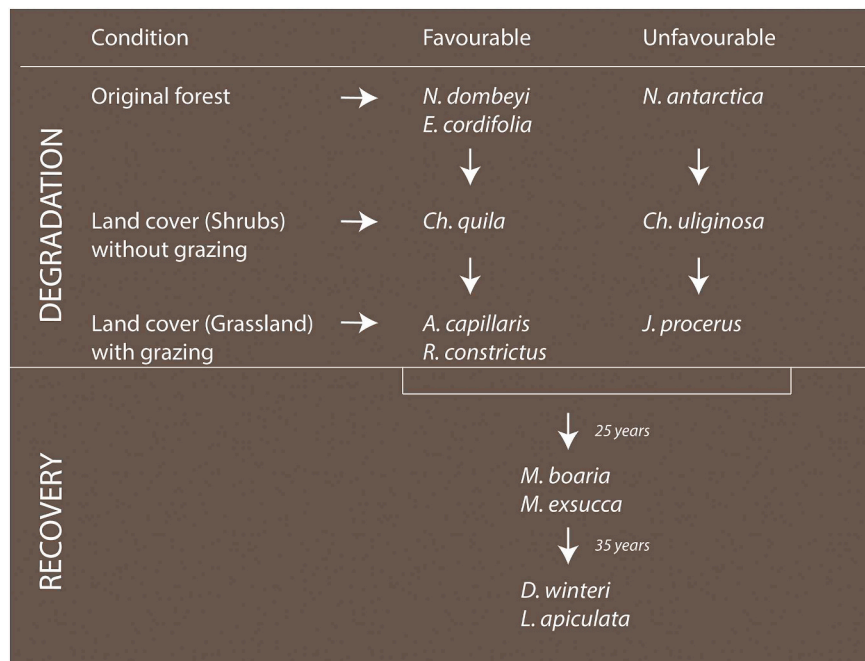 Condition Favourable Unfavourable
DEGRADATION
Original forest N. dombeyi N. antarctica
E. cordifolia
Land cover (Shrubs) Ch. quila Ch. uliginosa
without grazing
Land cover (Grassland) A. capillaris J. procerus
with grazing R. constrictus
RECOVERY
25 years
M. boaria
M. exsucca
35 years
D. winteri
L. apiculata